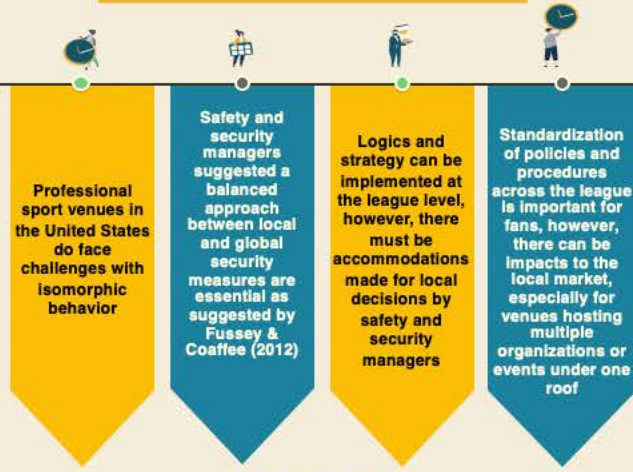 Professional
sport venues in
the United States
do face
challenges with
isomorphic
behavior
Safety and
security
managers
suggested a
balanced
approach
between local
and global
security
measures are
essential as
suggested by
Fussey &
Coaffee (2012)
Logics and
strategy can be
implemented at
the league level,
however, there
must be
accommodations
made for local
decisions by
safety and
security
managers
Standardization
of policies and
procedures
across the league
is important for
fans, however,
there can be
impacts to the
local market,
especially for
venues hosting
multiple
organizations or
events under one
roof